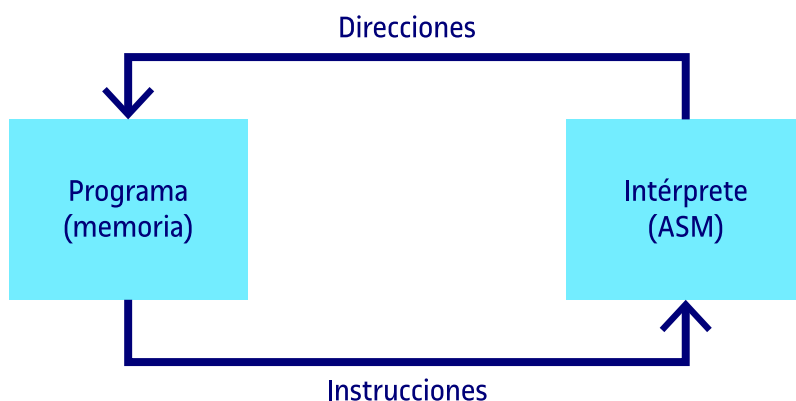 Direcciones
Programa
(memoria)
Intérprete
(ASM)
Instrucciones